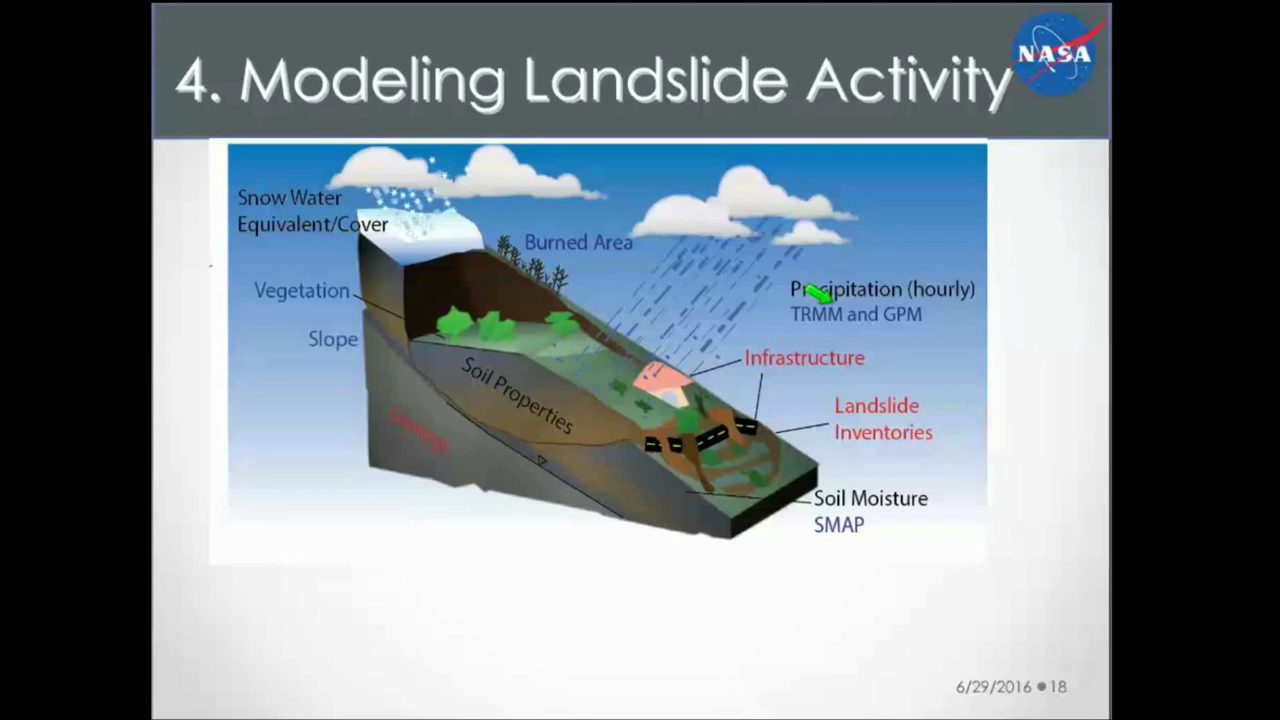 4. Modeling Landslide Activity
NASA
Snow Water
Equivalent/Cover
Burned Area
Vegetation
Precipitation (hourly)
TRMM and GPM
Slope
Infrastructure
Soil Properties
Landslide
Inventories
Geology
Soil Moisture
SMAP
6/29/2016 ● 18